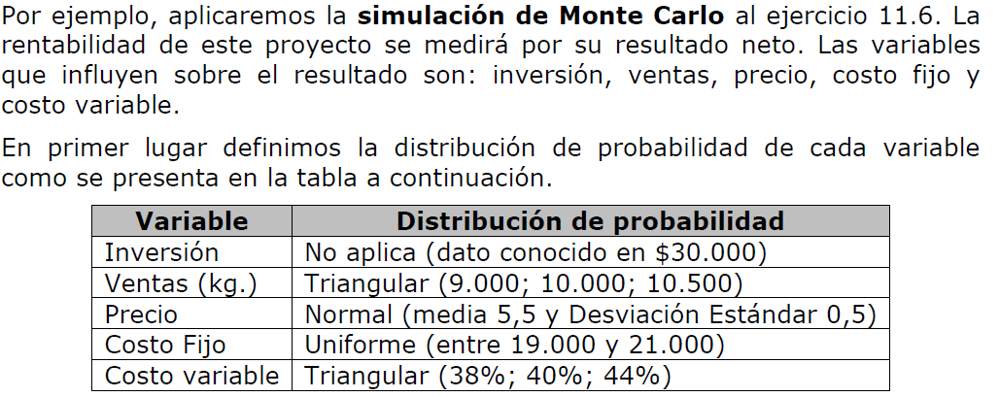 Por ejemplo, aplicaremos la simulación de Monte Carlo al ejercicio 11.6. La
rentabilidad de este proyecto se medirá por su resultado neto. Las variables
que influyen sobre el resultado son: inversión, ventas, precio, costo fijo y
costo variable.
En primer lugar definimos la distribución de probabilidad de cada variable
como se presenta en la tabla a continuación.
Variable Distribución de probabilidad
Inversión No aplica (dato conocido en $30.000)
Ventas (kg.) Triangular (9.000; 10.000; 10.500)
Precio Normal (media 5,5 y Desviación Estándar 0,5)
Costo Fijo Uniforme (entre 19.000 y 21.000)
Costo variable Triangular (38%; 40%; 44%)